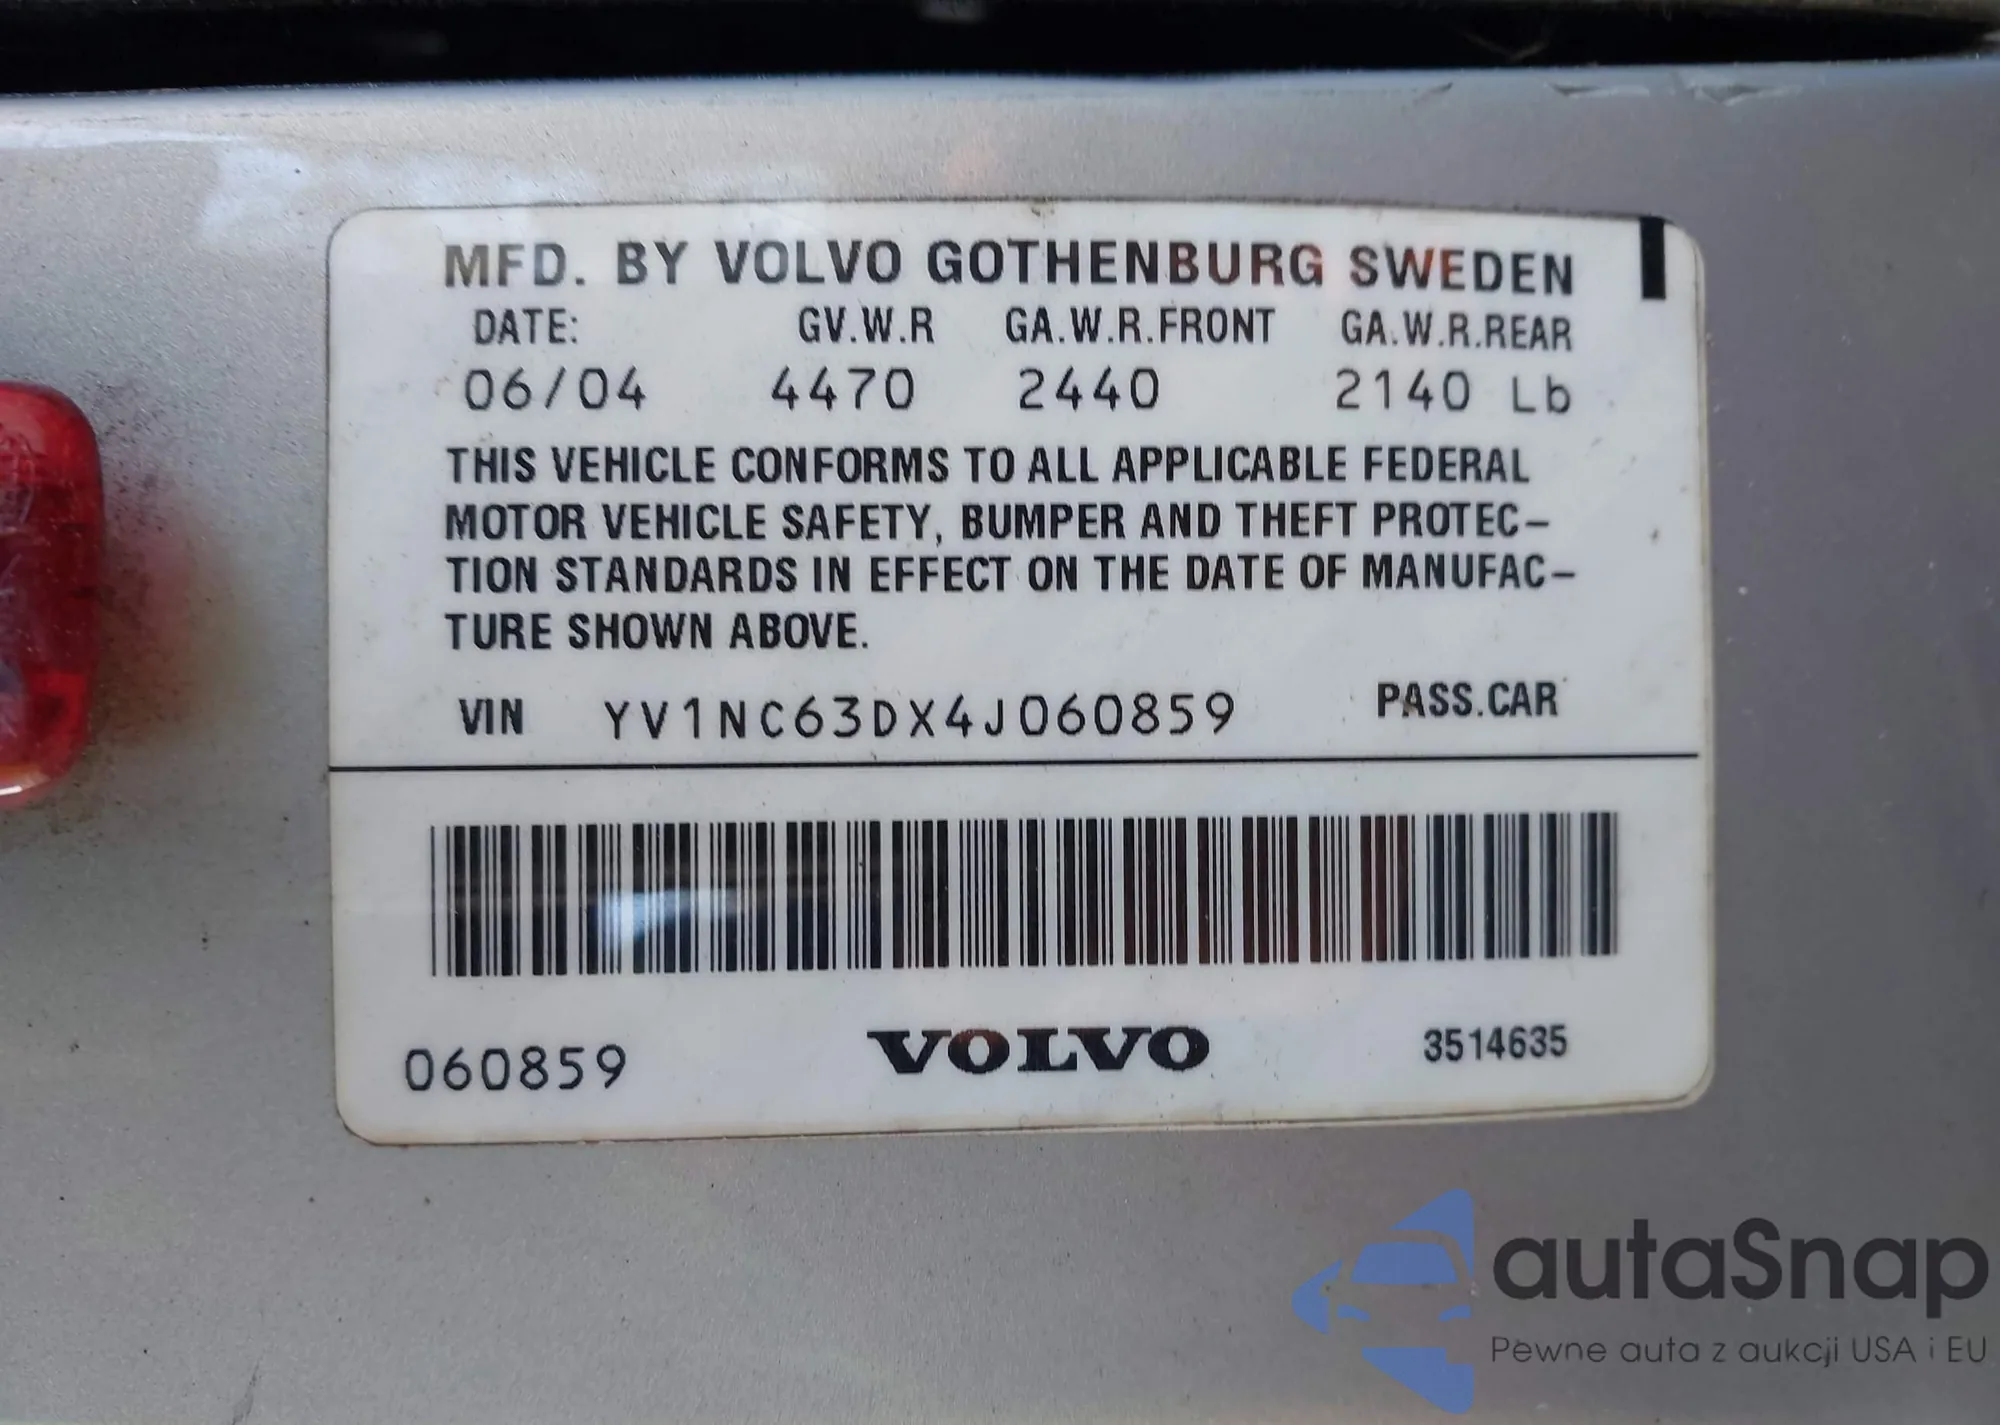 MFD. BY VOLVO GOTHENBURG SWEDEN
DATE: GV.W.R GA.W.R.FRONT GA.W.R.REAR
06/04 4470 2440 2140 Lb
THIS VEHICLE CONFORMS TO ALL APPLICABLE FEDERAL
MOTOR VEHICLE SAFETY, BUMPER AND THEFT PROTEC-
TION STANDARDS IN EFFECT ON THE DATE OF MANUFAC-
TURE SHOWN ABOVE.
VIN YV1NC63DX4J060859 PASS.CAR
060859 VOLVO 3514635
autaSnap
Pewne auta z aukcji USA i EU